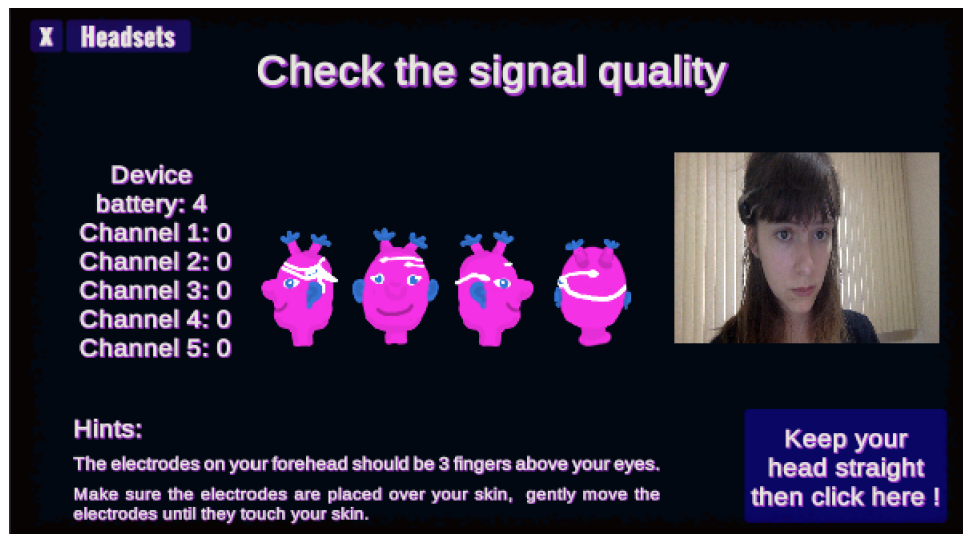 X Headsets
Check the signal quality
Device
battery: 4
Channel 1: 0
Channel 2: 0
Channel 3: 0
Channel 4: 0
Channel 5: 0
Hints:
The electrodes on your forehead should be 3 fingers above your eyes.
Make sure the electrodes are placed over your skin, gently move the
electrodes until they touch your skin.
Keep your
head straight
then click here !